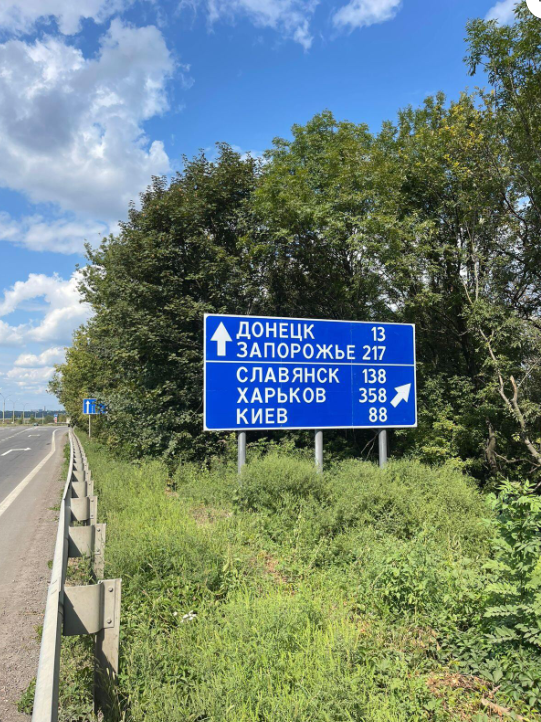 ДОНЕЦК 13
ЗАПОРОЖЬЕ 217
СЛАВЯНСК 138
ХАРЬКОВ 358
КИЕВ 88